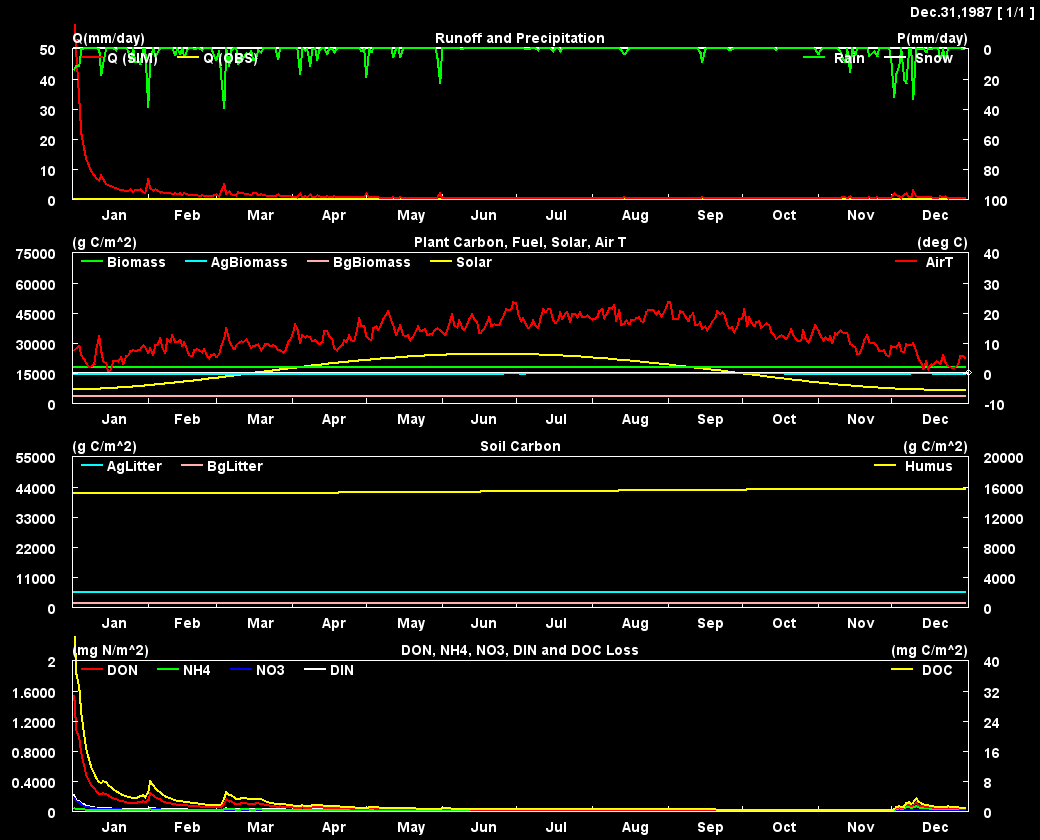 Dec.31,1987 [ 1/1 ]
Q(mm/day) Runoff and Precipitation P(mm/day)
Q (SIM) Q (OBS) Rain Snow
50 0
40 20
30 40
20 60
10 80
0 100
Jan Feb Mar Apr May Jun Jul Aug Sep Oct Nov Dec
(g C/m^2) Plant Carbon, Fuel, Solar, Air T (deg C)
75000 40
Biomass AgBiomass BgBiomass Solar AirT
60000 30
45000 20
30000 10
15000 0
0 -10
Jan Feb Mar Apr May Jun Jul Aug Sep Oct Nov Dec
(g C/m^2) Soil Carbon (g C/m^2)
55000 20000
AgLitter BgLitter Humus
44000 16000
33000 12000
22000 8000
11000 4000
0 0
Jan Feb Mar Apr May Jun Jul Aug Sep Oct Nov Dec
(mg N/m^2) DON, NH4, NO3, DIN and DOC Loss (mg C/m^2)
2 40
DON NH4 NO3 DIN DOC
1.6000 32
1.2000 24
0.8000 16
0.4000 8
0 0
Jan Feb Mar Apr May Jun Jul Aug Sep Oct Nov Dec